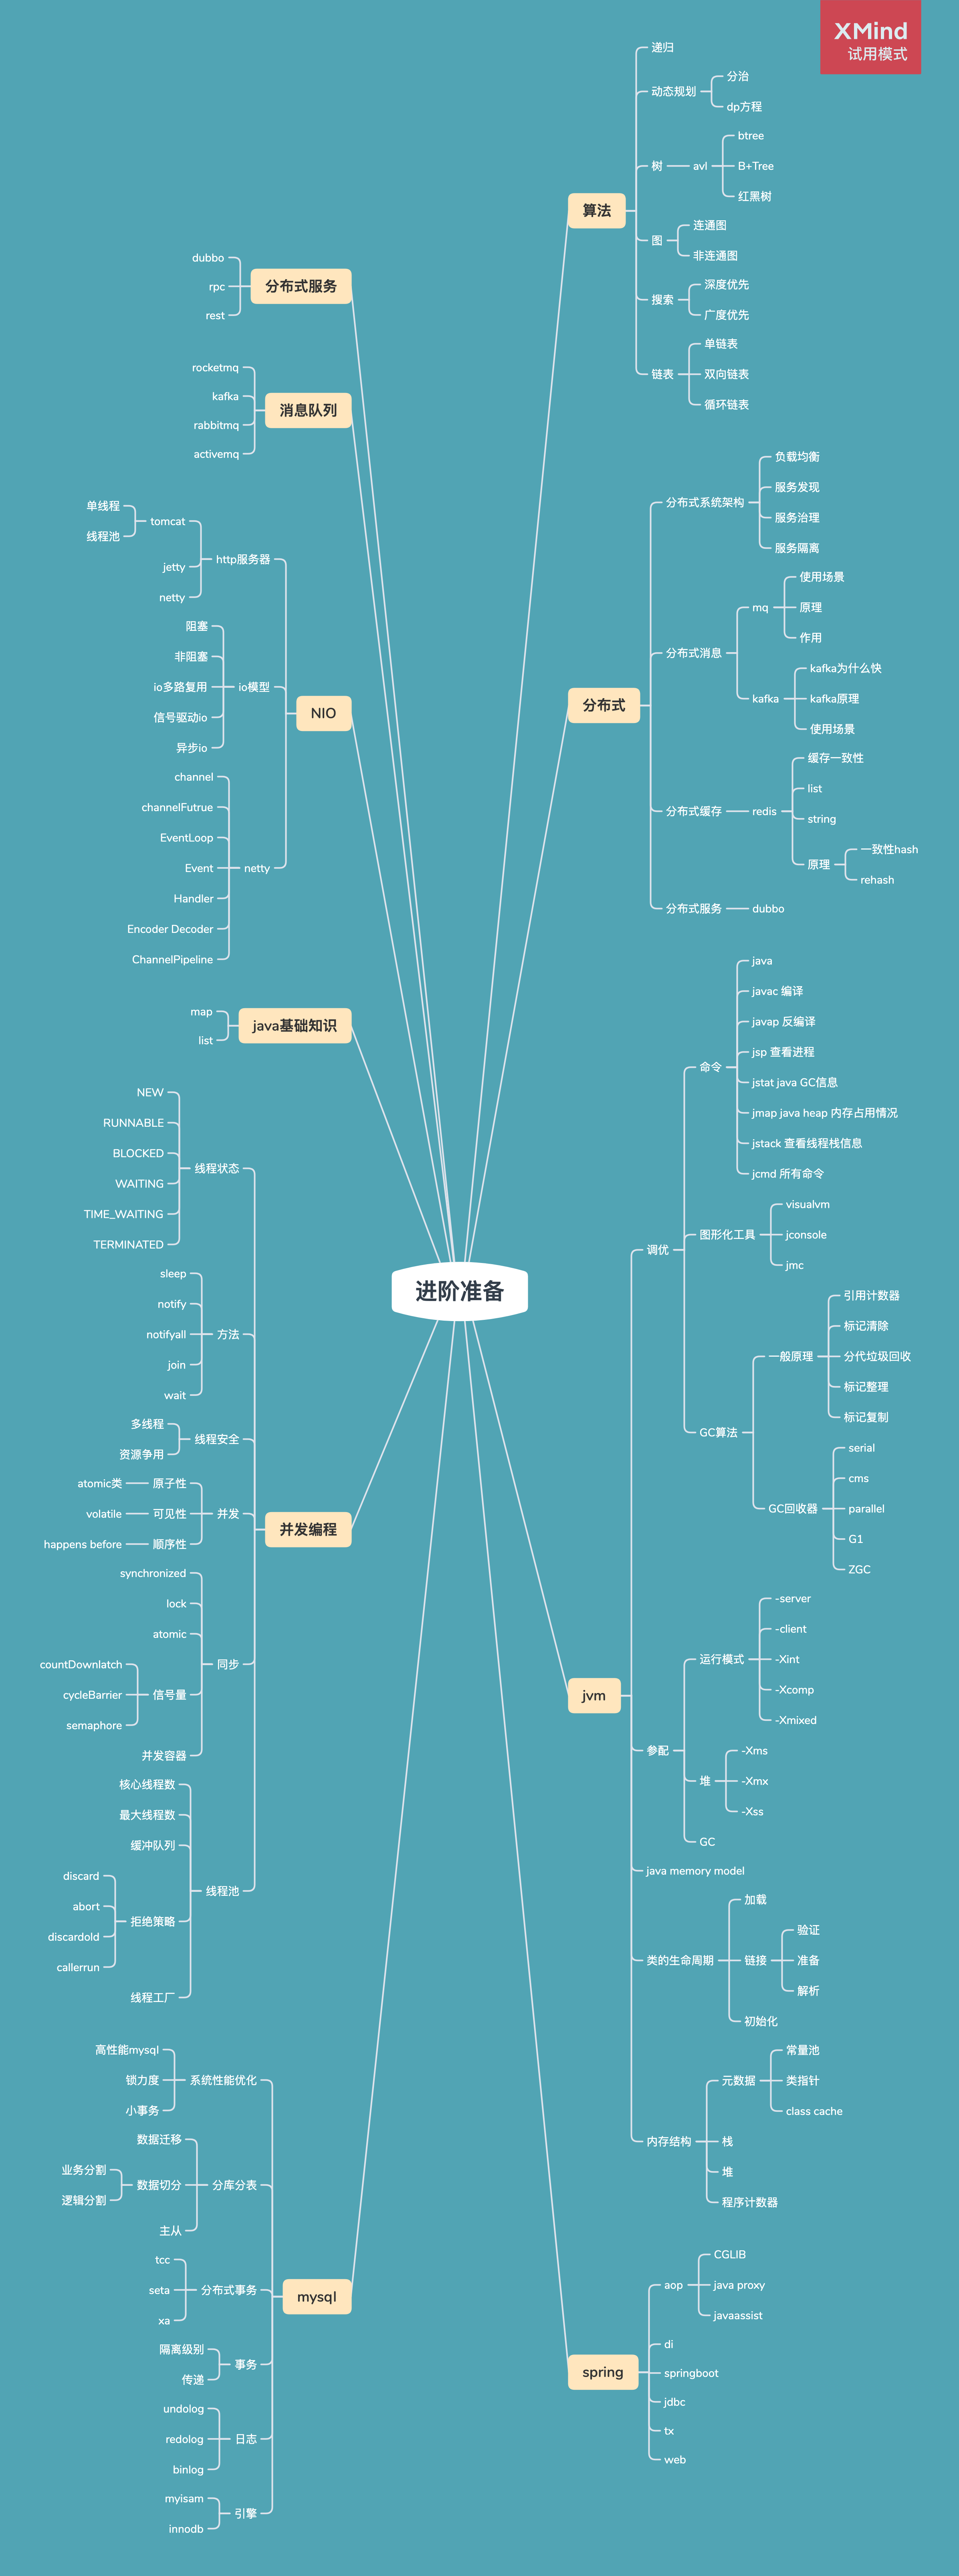 XMind
试用模式
进阶准备
算法
递归
动态规划
分治
dp方程
树
avl
btree
B+Tree
红黑树
图
连通图
非连通图
搜索
深度优先
广度优先
链表
单链表
双向链表
循环链表
分布式
分布式系统架构
负载均衡
服务发现
服务治理
服务隔离
分布式消息
mq
使用场景
原理
作用
kafka
kafka为什么快
kafka原理
使用场景
分布式缓存
redis
缓存一致性
list
string
原理
一致性hash
rehash
分布式服务
dubbo
jvm
调优
命令
java
javac 编译
javap 反编译
jsp 查看进程
jstat java GC信息
jmap java heap 内存占用情况
jstack 查看线程栈信息
jcmd 所有命令
图形化工具
visualvm
jconsole
jmc
GC算法
一般原理
引用计数器
标记清除
分代垃圾回收
标记整理
标记复制
GC回收器
serial
cms
parallel
G1
ZGC
参配
运行模式
-server
-client
-Xint
-Xcomp
-Xmixed
堆
-Xms
-Xmx
-Xss
GC
java memory model
类的生命周期
加载
链接
验证
准备
解析
初始化
内存结构
元数据
常量池
类指针
class cache
栈
堆
程序计数器
spring
aop
CGLIB
java proxy
javaassist
di
springboot
jdbc
tx
web
分布式服务
dubbo
rpc
rest
消息队列
rocketmq
kafka
rabbitmq
activemq
NIO
http服务器
tomcat
单线程
线程池
jetty
netty
io模型
阻塞
非阻塞
io多路复用
信号驱动io
异步io
netty
channel
channelFutrue
EventLoop
Event
Handler
Encoder Decoder
ChannelPipeline
java基础知识
map
list
并发编程
线程状态
NEW
RUNNABLE
BLOCKED
WAITING
TIME_WAITING
TERMINATED
方法
sleep
notify
notifyall
join
wait
线程安全
多线程
资源争用
并发
原子性
atomic类
可见性
volatile
顺序性
happens before
同步
synchronized
lock
atomic
信号量
countDownlatch
cycleBarrier
semaphore
并发容器
线程池
核心线程数
最大线程数
缓冲队列
拒绝策略
discard
abort
discardold
callerrun
线程工厂
mysql
系统性能优化
高性能mysql
锁力度
小事务
分库分表
数据迁移
数据切分
业务分割
逻辑分割
主从
分布式事务
tcc
seta
xa
事务
隔离级别
传递
日志
undolog
redolog
binlog
引擎
myisam
innodb